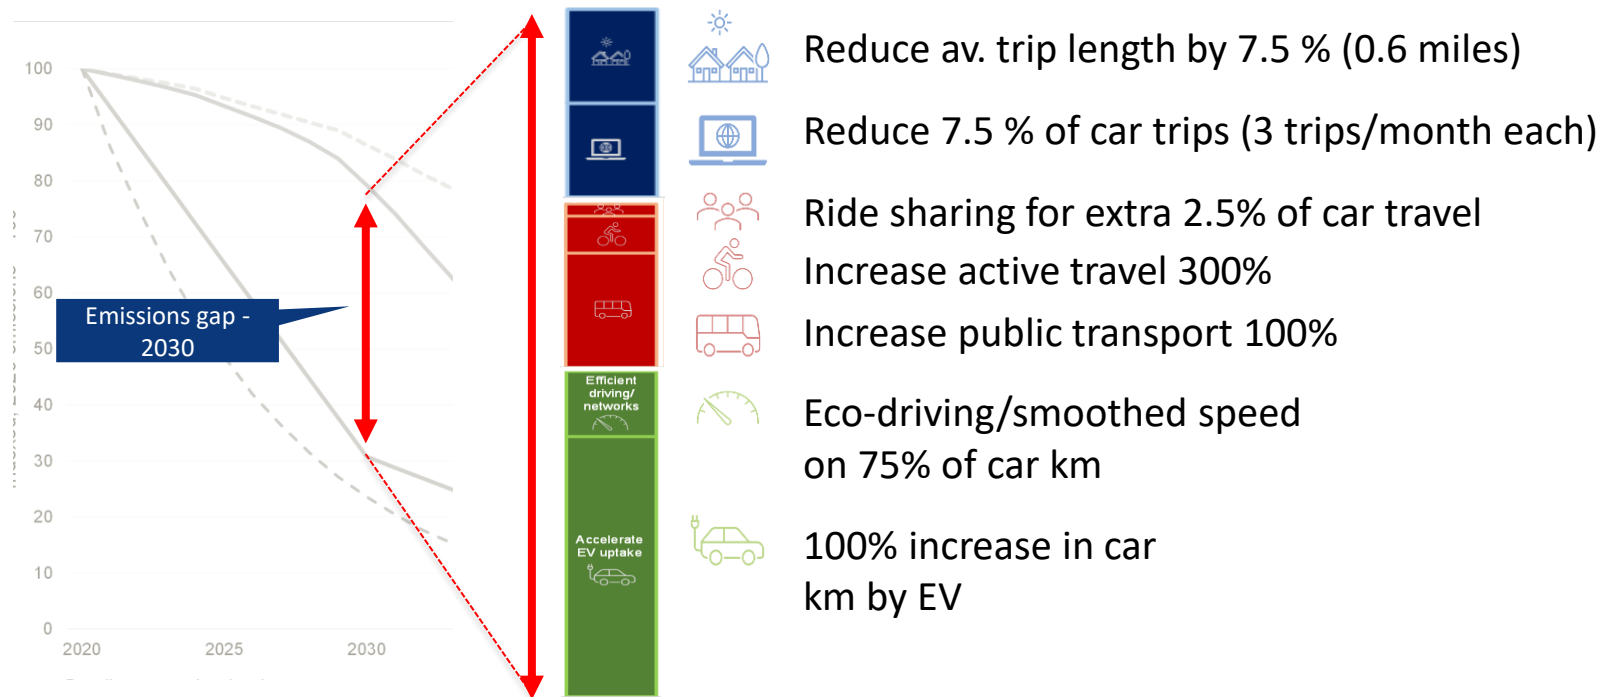 100
90
80
70
60
50
40
30
20
10
0
2020
2025
2030
Emissions gap -
2030
Efficient
driving/
networks
Accelerate
EV uptake
Reduce av. trip length by 7.5 % (0.6 miles)
Reduce 7.5 % of car trips (3 trips/month each)
Ride sharing for extra 2.5% of car travel
Increase active travel 300%
Increase public transport 100%
Eco-driving/smoothed speed
on 75% of car km
100% increase in car
km by EV